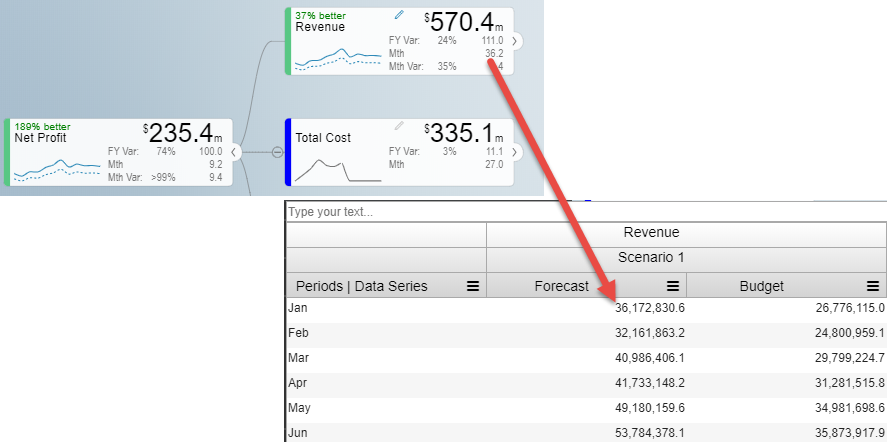 37% better
Revenue
$570.4m
FY Var: 24% 111.0
Mth 36.2
Mth Var: 35% .4
189% better
Net Profit
$235.4m
FY Var: 74% 100.0
Mth 9.2
Mth Var: >99% 9.4
Total Cost
$335.1m
FY Var: 3% 11.1
Mth 27.0
Type your text...
Revenue
Scenario 1
Periods | Data Series Forecast Budget
Jan 36,172,830.6 26,776,115.0
Feb 32,161,863.2 24,800,959.1
Mar 40,986,406.1 29,799,224.7
Apr 41,733,148.2 31,281,515.8
May 49,180,159.6 34,981,698.6
Jun 53,784,378.1 35,873,917.9